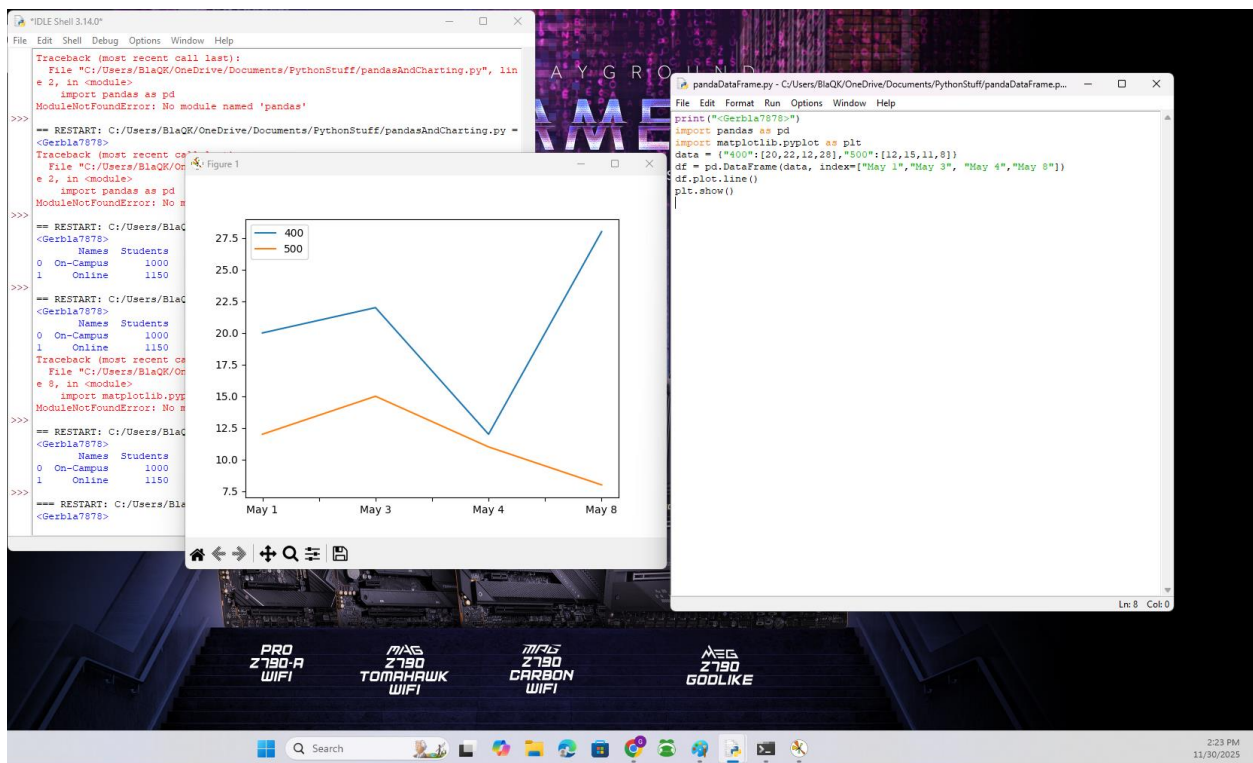 *IDLE Shell 3.14.0*
File Edit Shell Debug Options Window Help
Traceback (most recent call last):
File "C:/Users/BlaQK/OneDrive/Documents/PythonStuff/pandasAndCharting.py", lin
e 2, in <module>
import pandas as pd
ModuleNotFoundError: No module named 'pandas'
>>>
== RESTART: C:/Users/BlaQK/OneDrive/Documents/PythonStuff/pandasAndCharting.py =
<Gerbla7878>
Traceback (most recent
File "C:/Users/BlaQK/On
e 2, in <module>
import pandas as pd
ModuleNotFoundError: No m
>>>
== RESTART: C:/Users/BlaQ
<Gerbla7878>
Names Students
0 On-Campus 1000
1 Online 1150
>>>
== RESTART: C:/Users/BlaQ
<Gerbla7878>
Names Students
0 On-Campus 1000
1 Online 1150
Traceback (most recent ca
File "C:/Users/BlaQK/On
e 8, in <module>
import matplotlib.pyp
ModuleNotFoundError: No m
>>>
== RESTART: C:/Users/BlaQ
<Gerbla7878>
Names Students
0 On-Campus 1000
1 Online 1150
>>>
=== RESTART: C:/Users/Bla
<Gerbla7878>
Figure 1
400
500
27.5
25.0
22.5
20.0
17.5
15.0
12.5
10.0
7.5
May 1 May 3 May 4 May 8
AYGROUND
pandaDataFrame.py - C:/Users/BlaQK/OneDrive/Documents/PythonStuff/pandaDataFrame.p...
File Edit Format Run Options Window Help
print("<Gerbla7878>")
import pandas as pd
import matplotlib.pyplot as plt
data = {"400":[20,22,12,28],"500":[12,15,11,8]}
df = pd.DataFrame(data, index=["May 1","May 3", "May 4","May 8"])
df.plot.line()
plt.show()
Ln: 8 Col: 0
PRO
Z790-A
WIFI
MAG
Z790
TOMAHAWK
WIFI
MPG
Z790
CARBON
WIFI
MEG
Z790
GODLIKE
Search
2:23 PM
11/30/2025